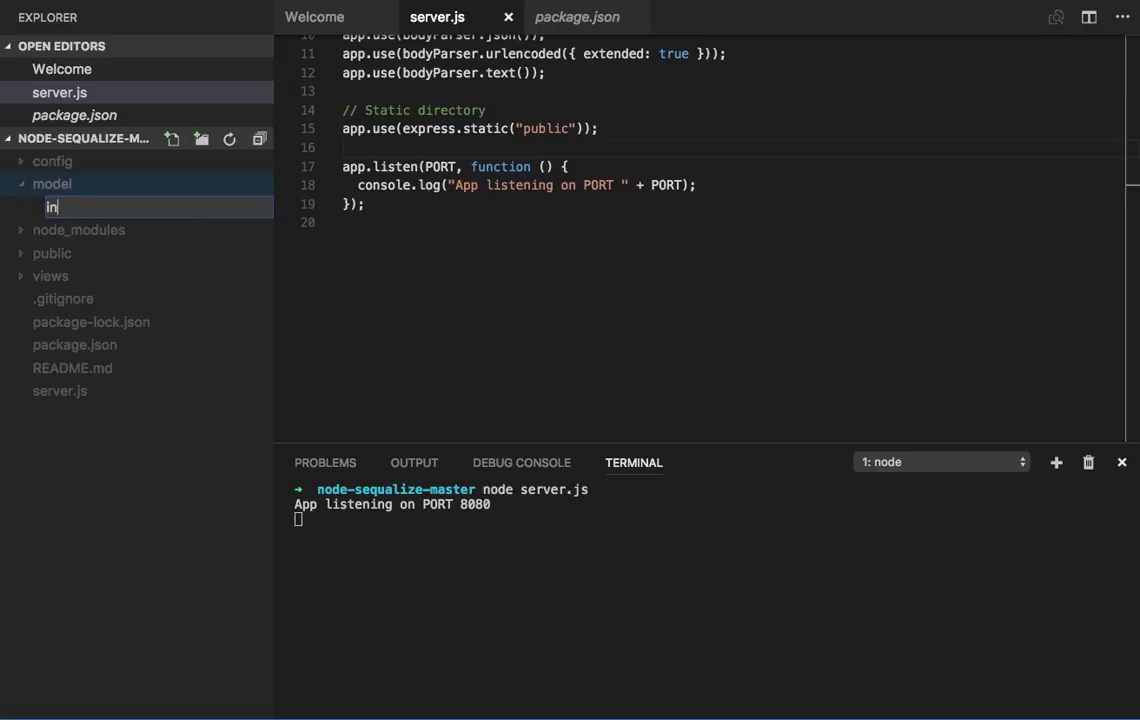 EXPLORER
Welcome
server.js
package.json
OPEN EDITORS
Welcome
server.js
package.json
NODE-SEQUALIZE-M...
config
model
in
node_modules
public
views
.gitignore
package-lock.json
package.json
README.md
server.js
10 app.use(bodyParser.json());
11 app.use(bodyParser.urlencoded({ extended: true }));
12 app.use(bodyParser.text());
13
14 // Static directory
15 app.use(express.static("public"));
16
17 app.listen(PORT, function () {
18 console.log("App listening on PORT " + PORT);
19 });
20
PROBLEMS OUTPUT DEBUG CONSOLE TERMINAL 1: node
➜ node-sequalize-master node server.js
App listening on PORT 8080